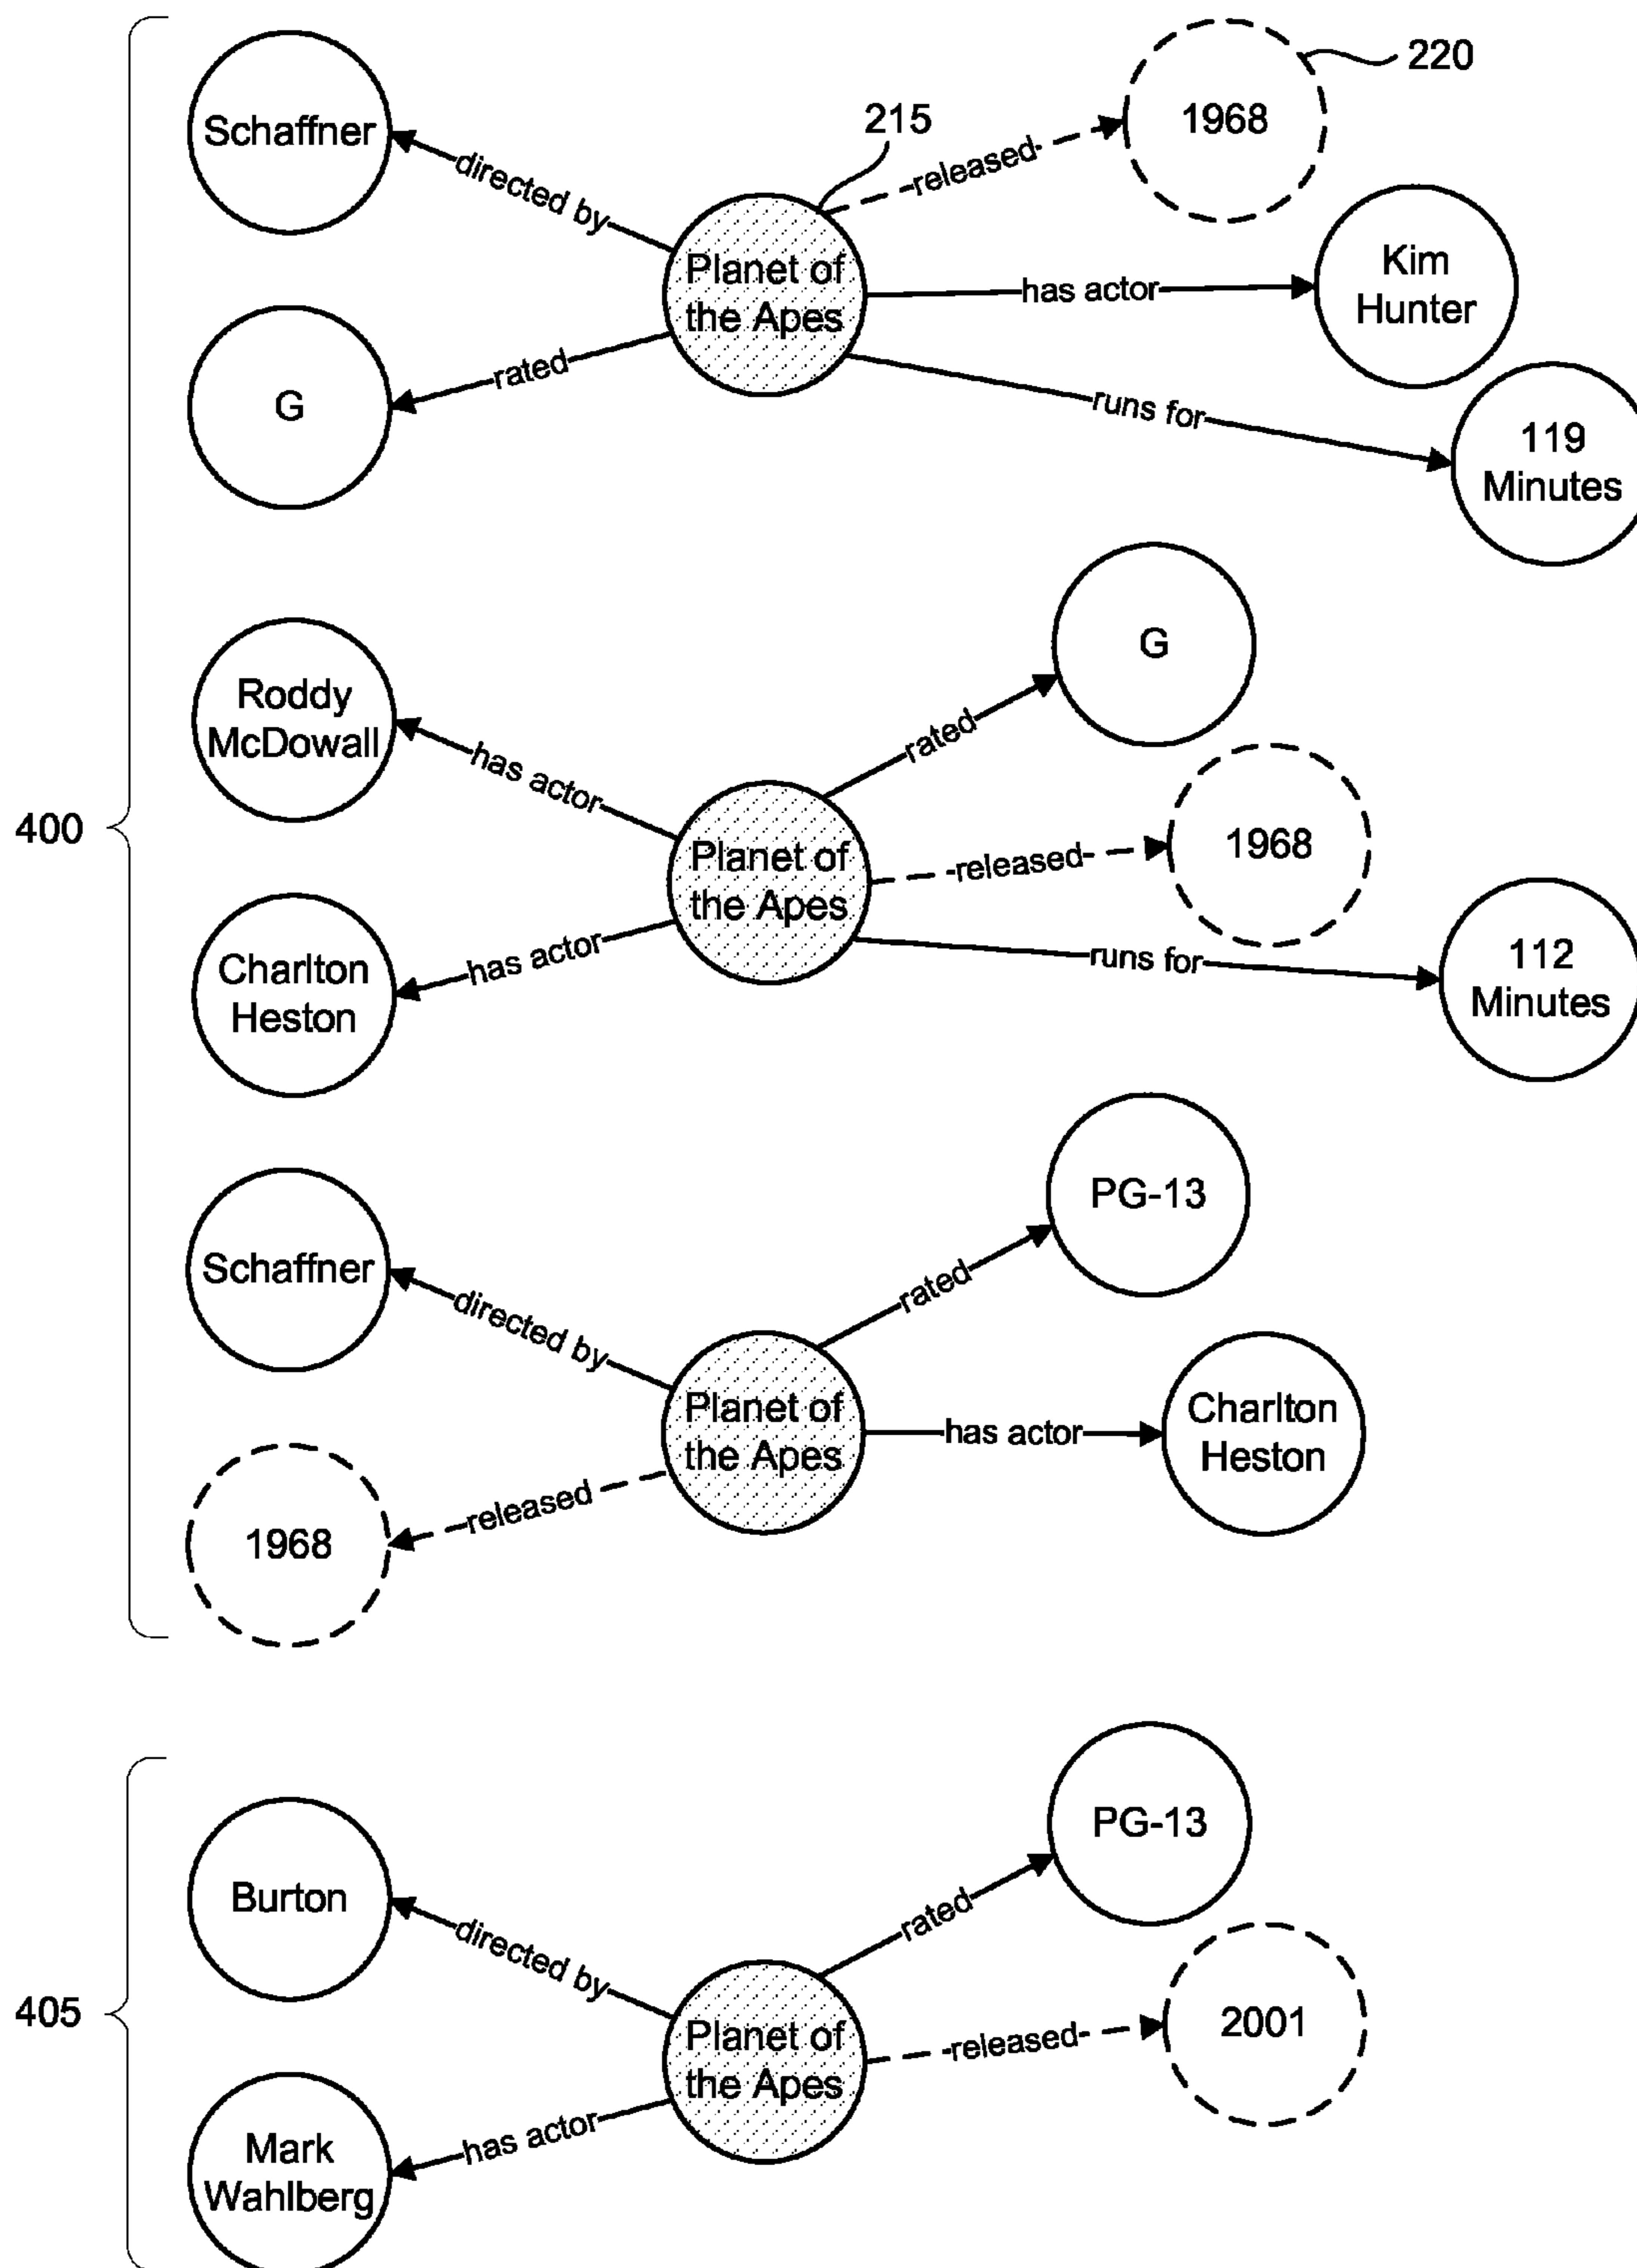 220
1968
215
Schaffner
released
directed by
Planet of
the Apes
Kim
Hunter
has actor
G
rated
runs for
119
Minutes
G
Roddy
McDowall
rated
has actor
400
1968
Planet of
the Apes
released
Charlton
Heston
has actor
runs for
112
Minutes
PG-13
Schaffner
rated
directed by
Planet of
the Apes
has actor
Charlton
Heston
1968
released
PG-13
Burton
rated
directed by
405
Planet of
the Apes
released
2001
has actor
Mark
Wahlberg